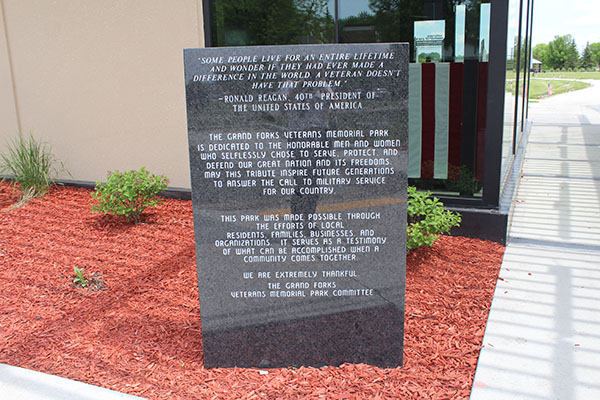 "SOME PEOPLE LIVE FOR AN ENTIRE LIFETIME
AND WONDER IF THEY HAD EVER MADE A
DIFFERENCE IN THE WORLD. A VETERAN DOESN'T
HAVE THAT PROBLEM."
-RONALD REAGAN, 40TH PRESIDENT OF
THE UNITED STATES OF AMERICA
THE GRAND FORKS VETERANS MEMORIAL PARK
IS DEDICATED TO THE HONORABLE MEN AND WOMEN
WHO SELFLESSLY CHOSE TO SERVE, PROTECT, AND
DEFEND OUR GREAT NATION AND ITS FREEDOMS.
MAY THIS TRIBUTE INSPIRE FUTURE GENERATIONS
TO ANSWER THE CALL TO MILITARY SERVICE
FOR OUR COUNTRY.
THIS PARK WAS MADE POSSIBLE THROUGH
THE EFFORTS OF LOCAL
RESIDENTS, FAMILIES, BUSINESSES, AND
ORGANIZATIONS. IT SERVES AS A TESTIMONY
OF WHAT CAN BE ACCOMPLISHED WHEN A
COMMUNITY COMES TOGETHER.
WE ARE EXTREMELY THANKFUL,
THE GRAND FORKS
VETERANS MEMORIAL PARK COMMITTEE